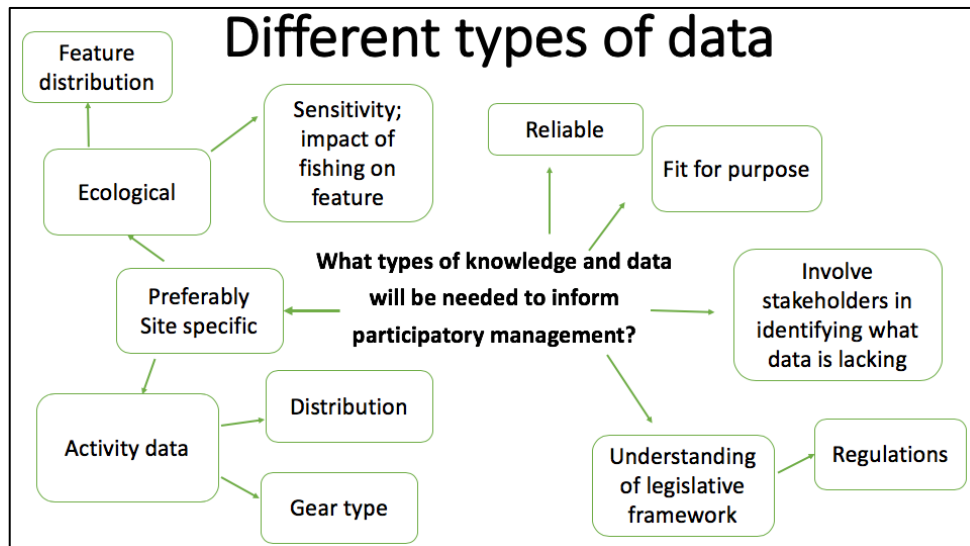 Different types of data
Feature
distribution
Sensitivity;
impact of
fishing on
feature
Reliable
Fit for purpose
Ecological
What types of knowledge and data
will be needed to inform
participatory management?
Preferably
Site specific
Involve
stakeholders in
identifying what
data is lacking
Activity data
Distribution
Gear type
Understanding
of legislative
framework
Regulations